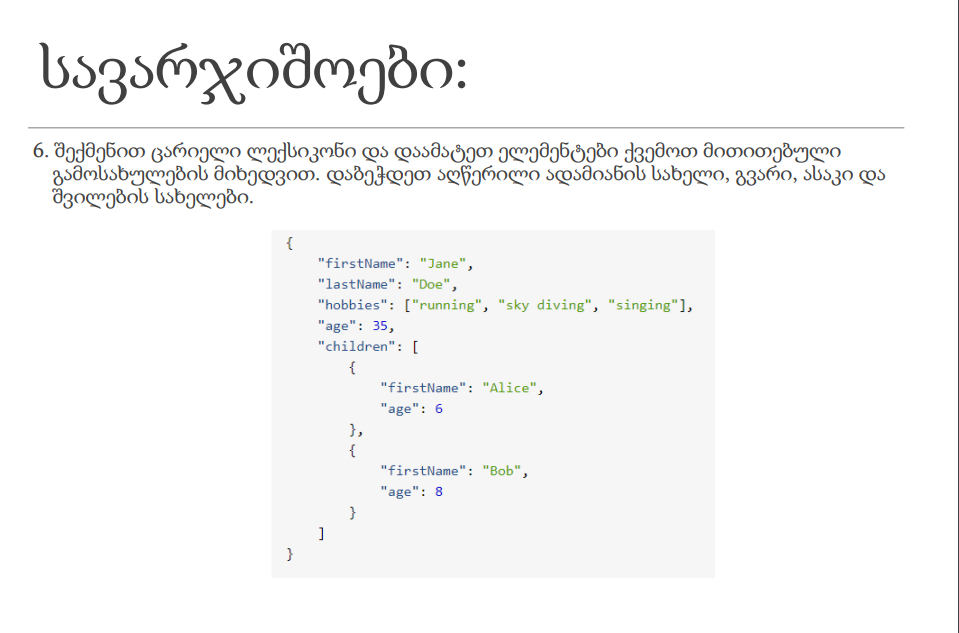 სავარჯიშოები:
6. შექმენით ცარიელი ლექსიკონი და დაამატეთ ელემენტები ქვემოთ მითითებული
გამოსახულების მიხედვით. დაბეჭდეთ აღწერილი ადამიანის სახელი, გვარი, ასაკი და
შვილების სახელები.
{
"firstName": "Jane",
"lastName": "Doe",
"hobbies": ["running", "sky diving", "singing"],
"age": 35,
"children": [
{
"firstName": "Alice",
"age": 6
},
{
"firstName": "Bob",
"age": 8
}
]
}